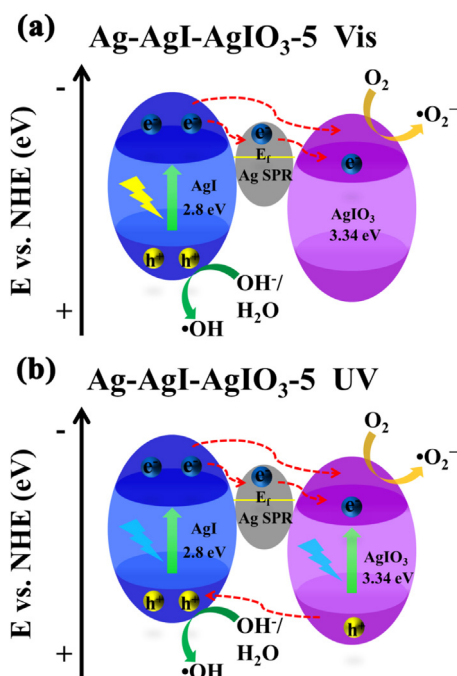 (a)
Ag-AgI-AgIO₃-5 Vis
-
O₂
•O₂⁻
e⁻ e⁻
e⁻
E_f
Ag SPR
e⁻
AgI
2.8 eV
AgIO₃
3.34 eV
E vs. NHE (eV)
h⁺ h⁺
OH⁻/
H₂O
+
•OH
(b)
Ag-AgI-AgIO₃-5 UV
-
O₂
•O₂⁻
e⁻ e⁻
e⁻
E_f
Ag SPR
e⁻
AgI
2.8 eV
AgIO₃
3.34 eV
E vs. NHE (eV)
h⁺ h⁺
OH⁻/
H₂O
h⁺
+
•OH